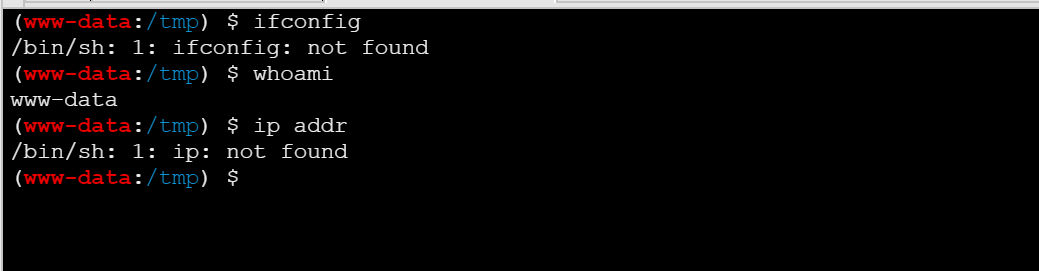 (www-data:/tmp) $ ifconfig
/bin/sh: 1: ifconfig: not found
(www-data:/tmp) $ whoami
www-data
(www-data:/tmp) $ ip addr
/bin/sh: 1: ip: not found
(www-data:/tmp) $